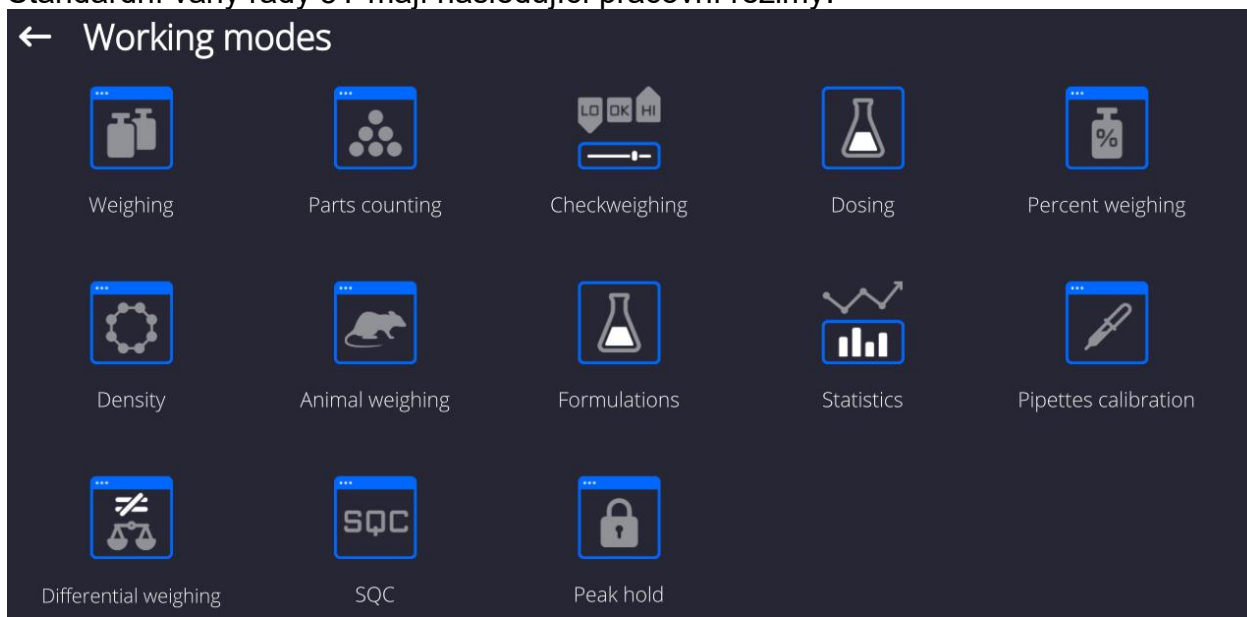 Working modes
LO OK HI
%
Weighing
Parts counting
Checkweighing
Dosing
Percent weighing
Density
Animal weighing
Formulations
Statistics
Pipettes calibration
SQC
Differential weighing
SQC
Peak hold